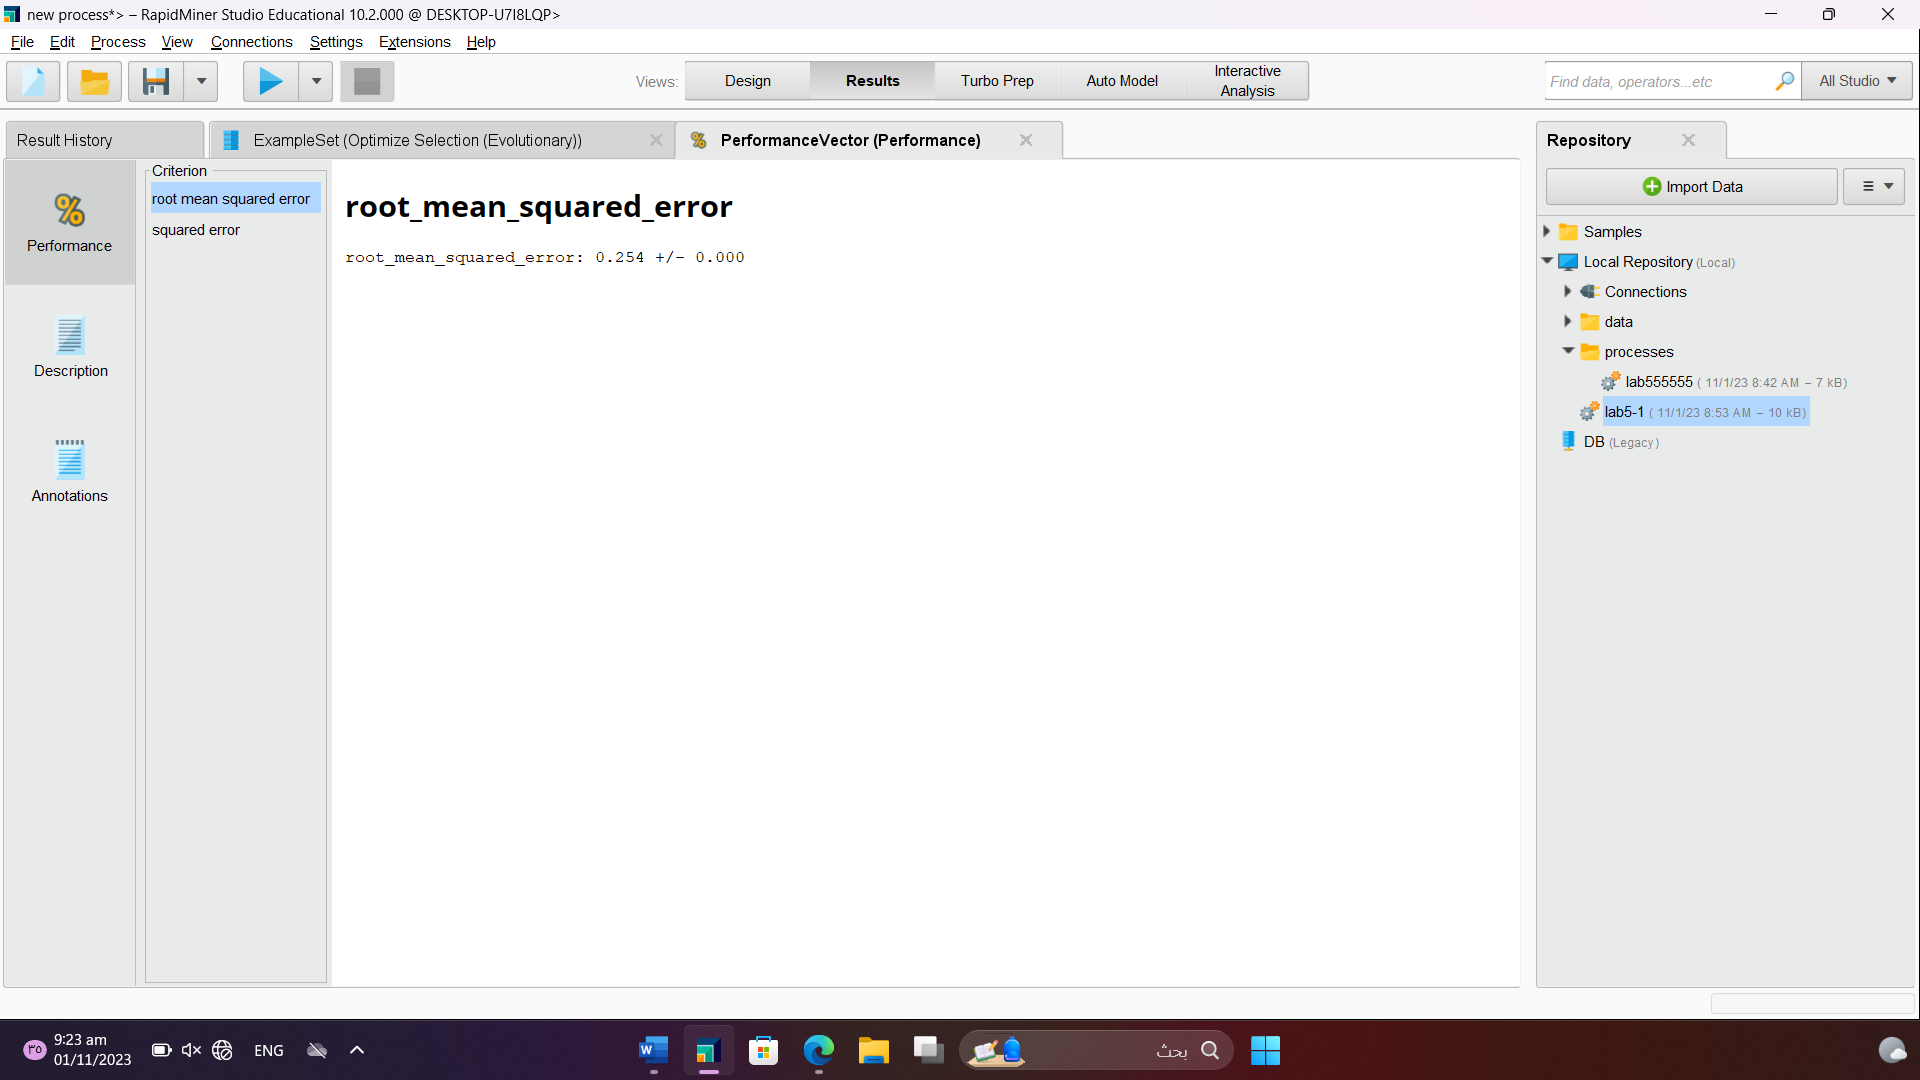 new process*> – RapidMiner Studio Educational 10.2.000 @ DESKTOP-U7I8LQP>
File Edit Process View Connections Settings Extensions Help
Views: Design Results Turbo Prep Auto Model Interactive Analysis
Find data, operators...etc All Studio
Result History ExampleSet (Optimize Selection (Evolutionary)) PerformanceVector (Performance)
Performance
Description
Annotations
Criterion
root mean squared error
squared error
root_mean_squared_error
root_mean_squared_error: 0.254 +/- 0.000
Repository
Import Data
Samples
Local Repository (Local)
Connections
data
processes
lab555555 ( 11/1/23 8:42 AM – 7 kB)
lab5-1 ( 11/1/23 8:53 AM – 10 kB)
DB (Legacy)
٣٥ 9:23 am
01/11/2023
ENG
بحث